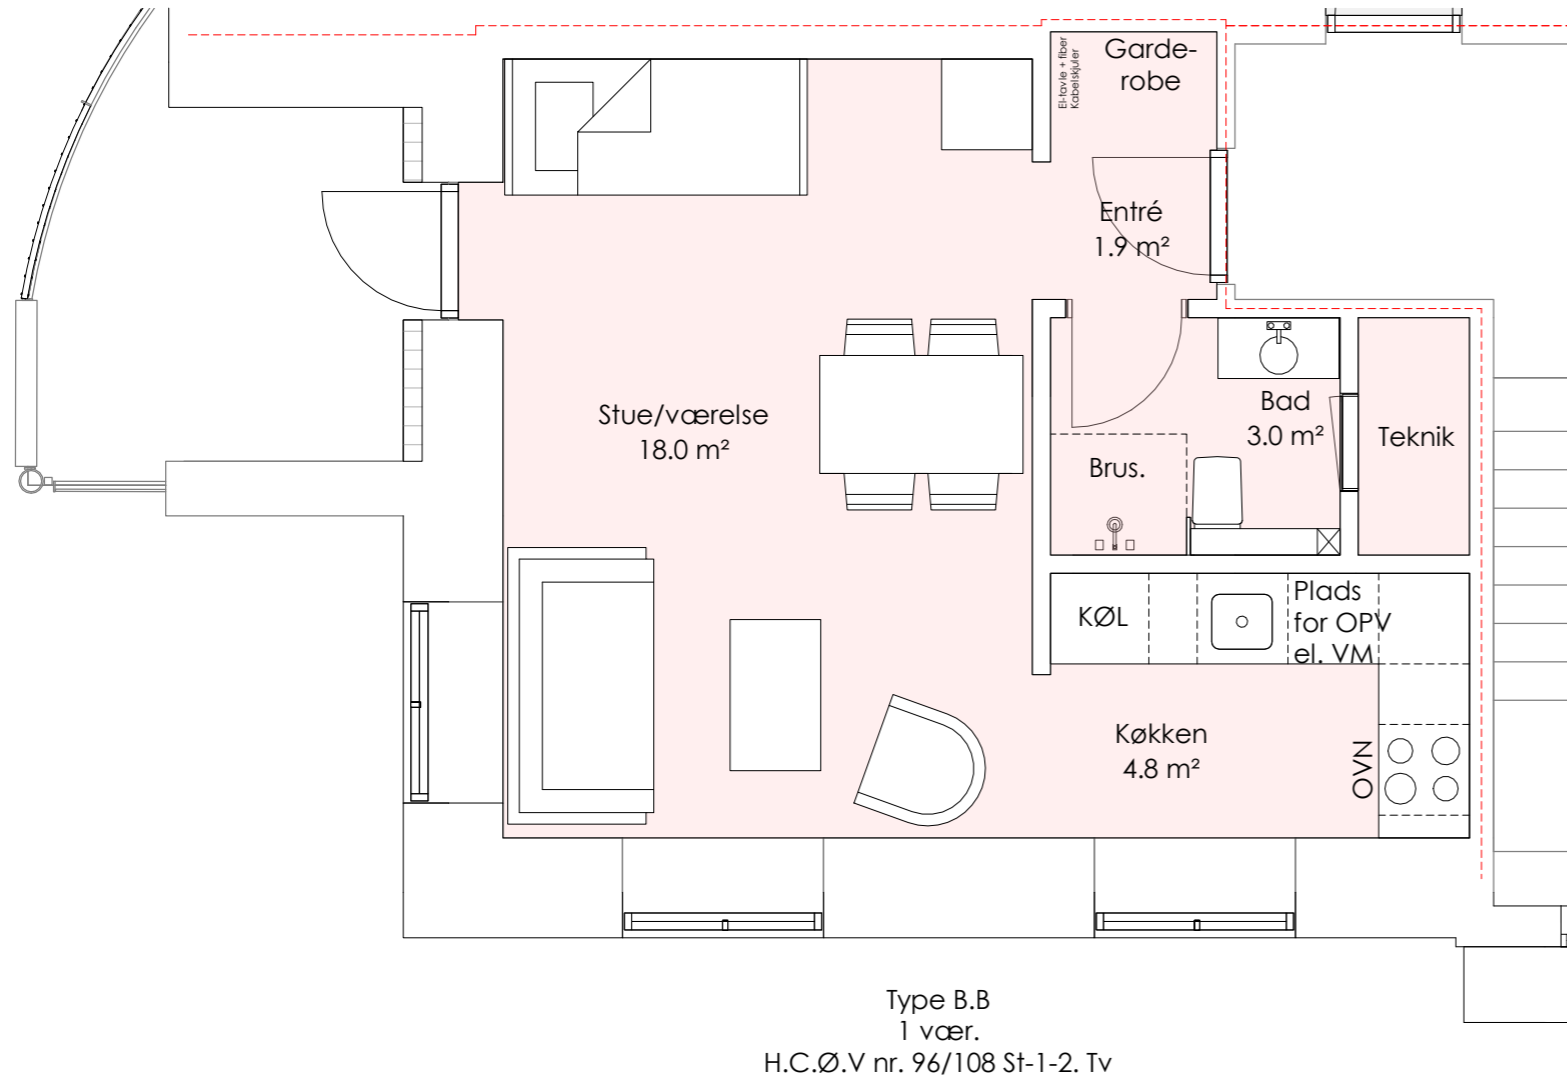 Garde-
robe
El-tavle + fiber
Kabelskjuler
Entré
1.9 m²
Stue/værelse
18.0 m²
Bad
3.0 m²
Teknik
Brus.
KØL
Plads
for OPV
el. VM
Køkken
4.8 m²
OVN
Type B.B
1 vær.
H.C.Ø.V nr. 96/108 St-1-2. Tv